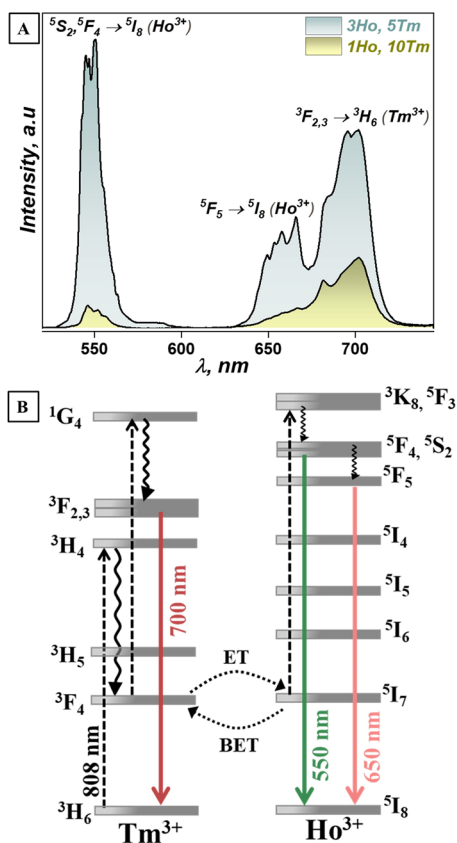 A
⁵S₂,⁵F₄ → ⁵I₈ (Ho³⁺)
3Ho, 5Tm
1Ho, 10Tm
³F₂,₃ → ³H₆ (Tm³⁺)
⁵F₅ → ⁵I₈ (Ho³⁺)
Intensity, a.u
550
600
650
700
λ, nm
B
¹G₄
³F₂,₃
³H₄
³H₅
³F₄
³H₆
808 nm
700 nm
Tm³⁺
ET
BET
³K₈, ⁵F₃
⁵F₄, ⁵S₂
⁵F₅
⁵I₄
⁵I₅
⁵I₆
⁵I₇
⁵I₈
550 nm
650 nm
Ho³⁺